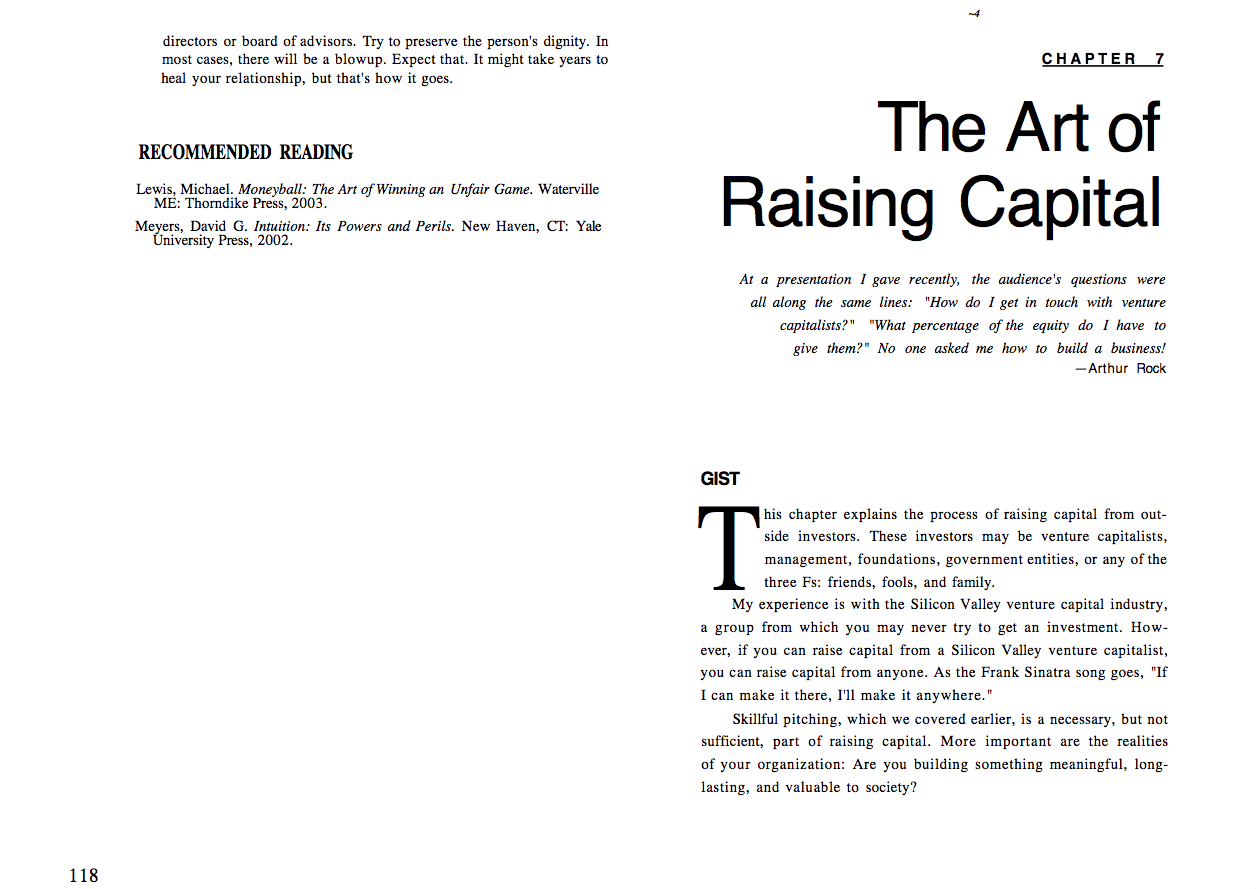 directors or board of advisors. Try to preserve the person's dignity. In
most cases, there will be a blowup. Expect that. It might take years to
heal your relationship, but that's how it goes.
RECOMMENDED READING
Lewis, Michael. Moneyball: The Art of Winning an Unfair Game. Waterville
ME: Thorndike Press, 2003.
Meyers, David G. Intuition: Its Powers and Perils. New Haven, CT: Yale
University Press, 2002.
118
~4
CHAPTER 7
The Art of
Raising Capital
At a presentation I gave recently, the audience's questions were
all along the same lines: "How do I get in touch with venture
capitalists?" "What percentage of the equity do I have to
give them?" No one asked me how to build a business!
—Arthur Rock
GIST
This chapter explains the process of raising capital from out-
side investors. These investors may be venture capitalists,
management, foundations, government entities, or any of the
three Fs: friends, fools, and family.
My experience is with the Silicon Valley venture capital industry,
a group from which you may never try to get an investment. How-
ever, if you can raise capital from a Silicon Valley venture capitalist,
you can raise capital from anyone. As the Frank Sinatra song goes, "If
I can make it there, I'll make it anywhere."
Skillful pitching, which we covered earlier, is a necessary, but not
sufficient, part of raising capital. More important are the realities
of your organization: Are you building something meaningful, long-
lasting, and valuable to society?